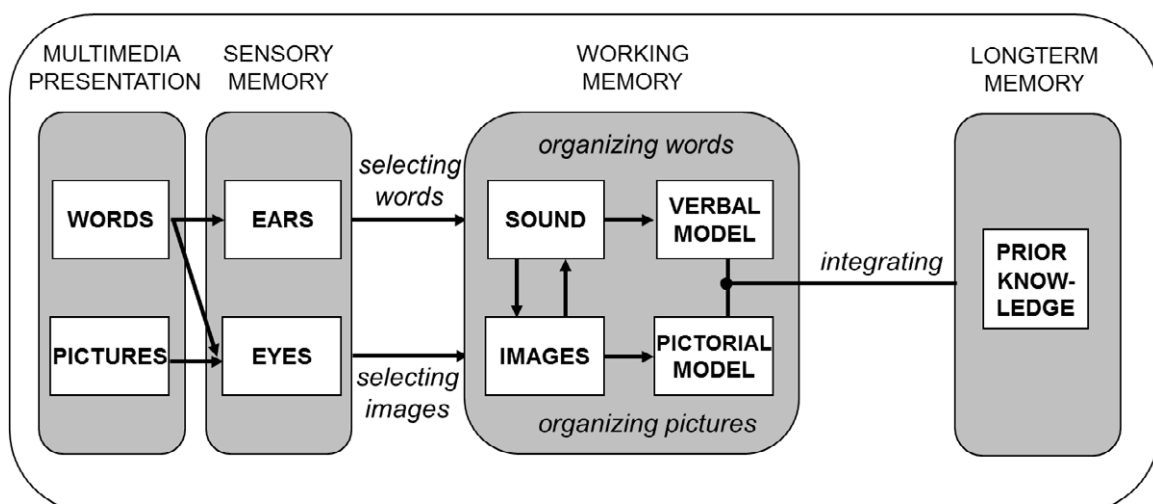 MULTIMEDIA
PRESENTATION
SENSORY
MEMORY
WORKING
MEMORY
LONGTERM
MEMORY
WORDS
PICTURES
EARS
EYES
selecting
words
selecting
images
organizing words
SOUND
VERBAL
MODEL
IMAGES
PICTORIAL
MODEL
organizing pictures
integrating
PRIOR
KNOW-
LEDGE